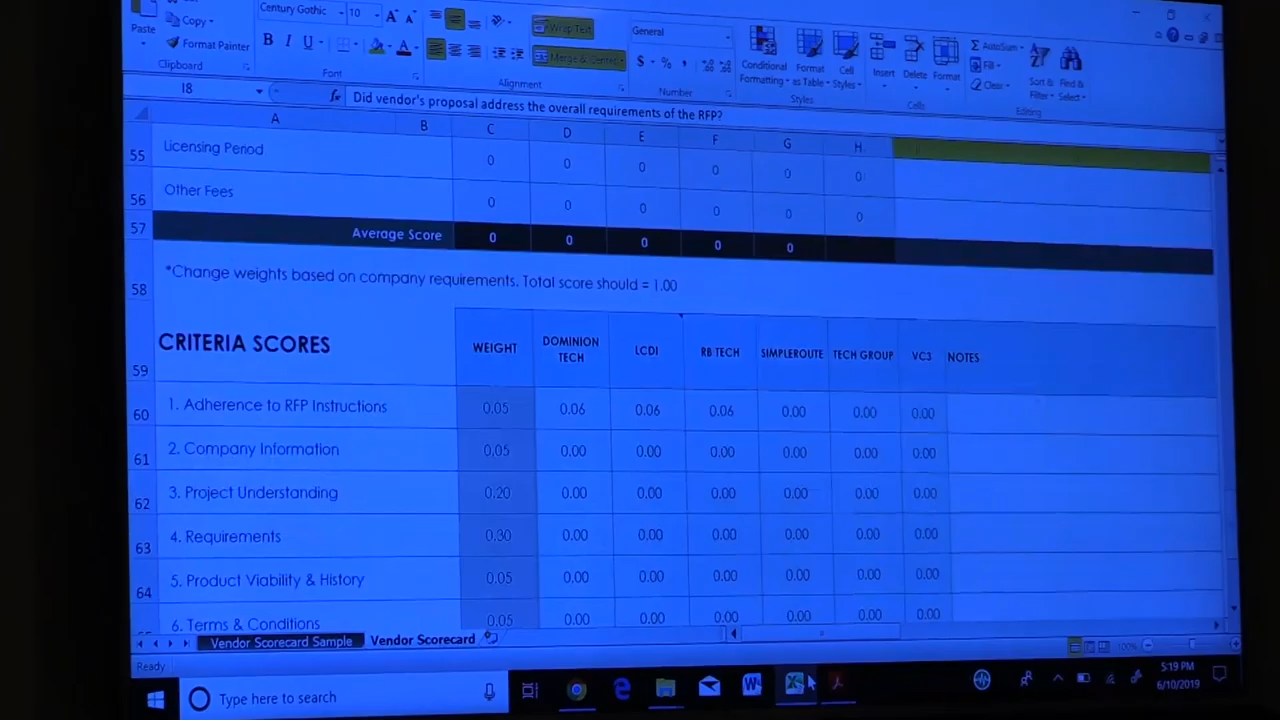 Century Gothic 10
Copy
Paste
Format Painter
Clipboard
B I U
Font
Wrap Text
Merge & Center
Alignment
General
$ % ,
Number
Conditional Formatting
Format as Table
Cell Styles
Styles
Insert Delete Format
Cells
AutoSum
Fill
Clear
Sort & Filter
Find & Select
Editing
I8 fx Did vendor's proposal address the overall requirements of the RFP?
A B C D E F G H
55 Licensing Period 0 0 0 0 0 0
56 Other Fees 0 0 0 0 0 0
57 Average Score 0 0 0 0 0
58 *Change weights based on company requirements. Total score should = 1.00
59 CRITERIA SCORES WEIGHT DOMINION TECH LCDI RB TECH SIMPLEROUTE TECH GROUP VC3 NOTES
60 1. Adherence to RFP Instructions 0.05 0.06 0.06 0.06 0.00 0.00 0.00
61 2. Company Information 0.05 0.00 0.00 0.00 0.00 0.00 0.00
62 3. Project Understanding 0.20 0.00 0.00 0.00 0.00 0.00 0.00
63 4. Requirements 0.30 0.00 0.00 0.00 0.00 0.00 0.00
64 5. Product Viability & History 0.05 0.00 0.00 0.00 0.00 0.00 0.00
6. Terms & Conditions 0.05 0.00 0.00 0.00 0.00 0.00 0.00
Vendor Scorecard Sample Vendor Scorecard
Ready 100%
Type here to search
5:19 PM
6/10/2019